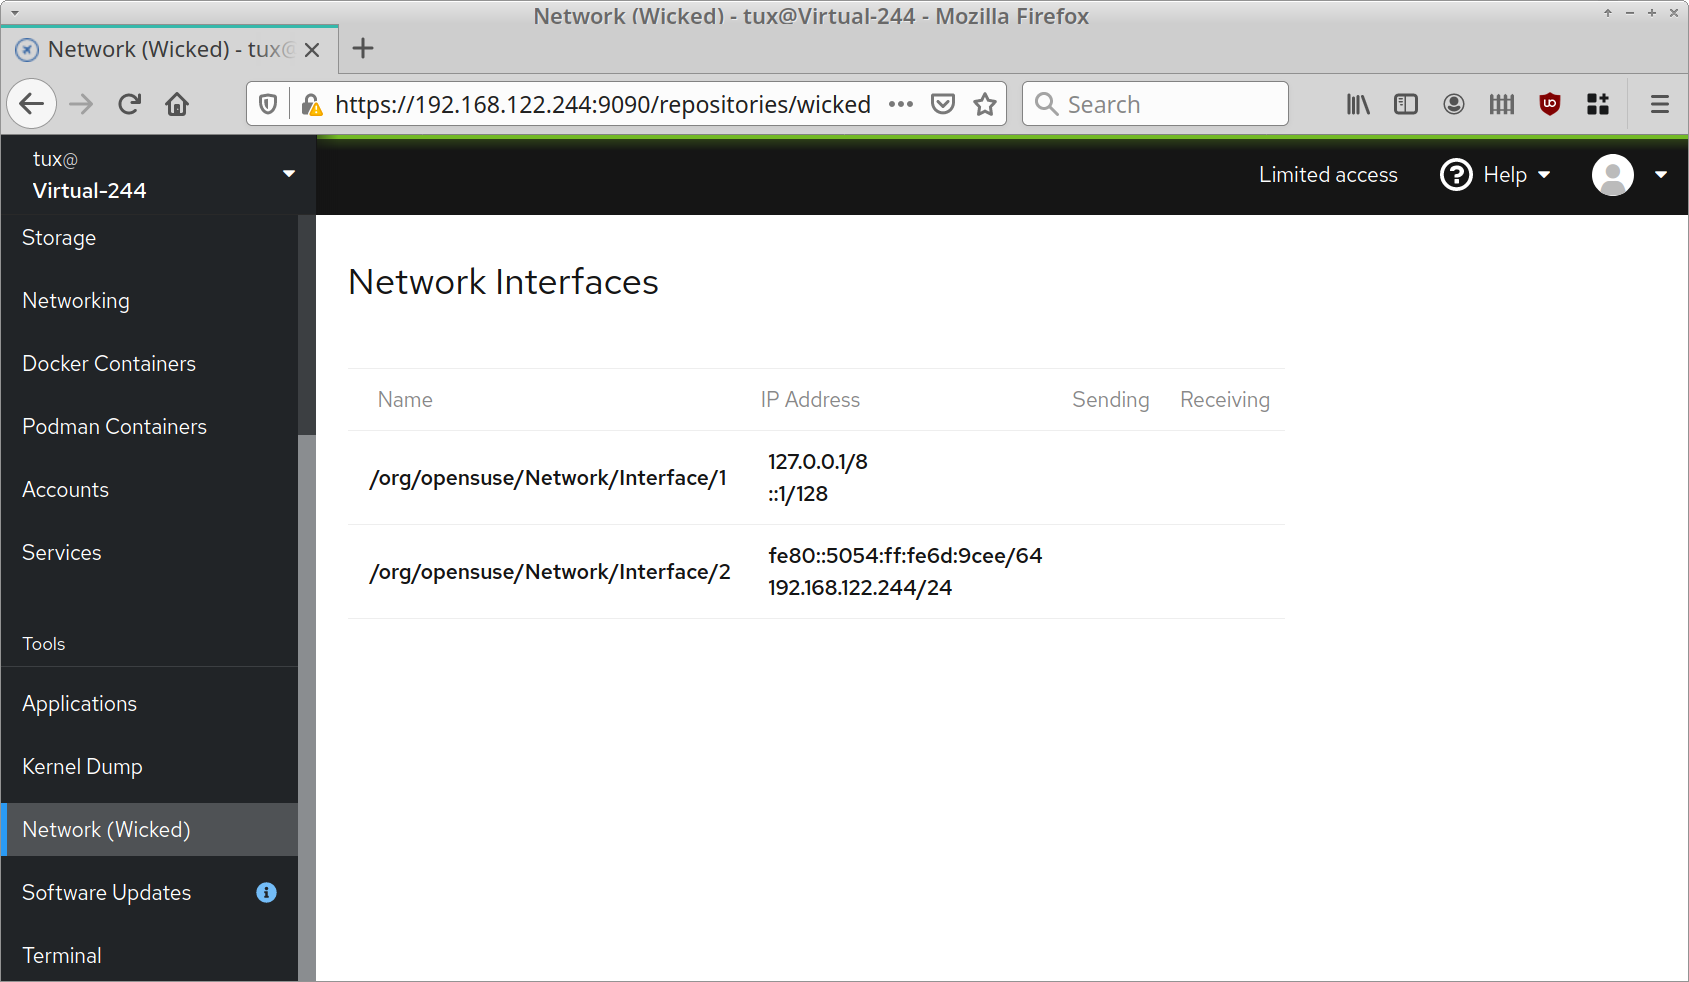 Network (Wicked) - tux@Virtual-244 - Mozilla Firefox
Network (Wicked) - tux@
https://192.168.122.244:9090/repositories/wicked
Search
tux@
Virtual-244
Limited access
Help
Storage
Networking
Docker Containers
Podman Containers
Accounts
Services
Tools
Applications
Kernel Dump
Network (Wicked)
Software Updates
Terminal
Network Interfaces
Name IP Address Sending Receiving
/org/opensuse/Network/Interface/1
127.0.0.1/8
::1/128
/org/opensuse/Network/Interface/2
fe80::5054:ff:fe6d:9cee/64
192.168.122.244/24